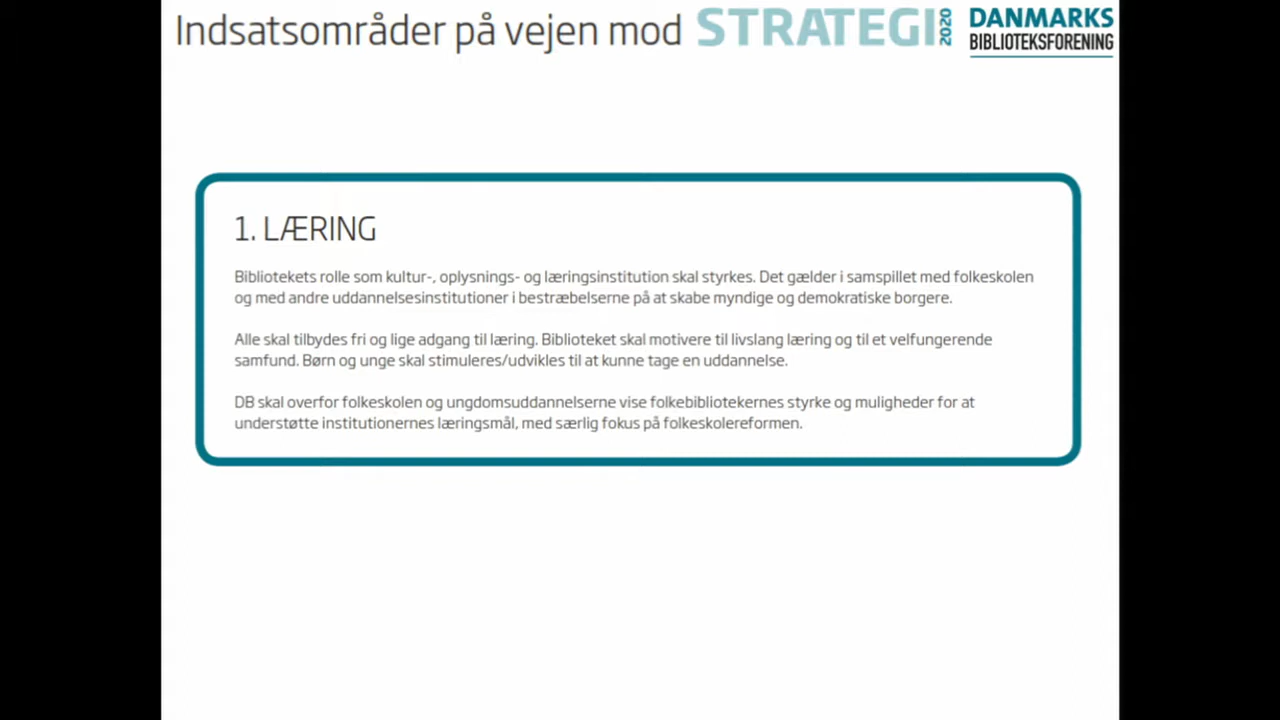 Indsatsområder på vejen mod STRATEGI 2020
DANMARKS
BIBLIOTEKSFORENING
1. LÆRING
Bibliotekets rolle som kultur-, oplysnings- og læringsinstitution skal styrkes. Det gælder i samspillet med folkeskolen
og med andre uddannelsesinstitutioner i bestræbelserne på at skabe myndige og demokratiske borgere.
Alle skal tilbydes fri og lige adgang til læring. Biblioteket skal motivere til livslang læring og til et velfungerende
samfund. Børn og unge skal stimuleres/udvikles til at kunne tage en uddannelse.
DB skal overfor folkeskolen og ungdomsuddannelserne vise folkebibliotekernes styrke og muligheder for at
understøtte institutionernes læringsmål, med særlig fokus på folkeskolereformen.